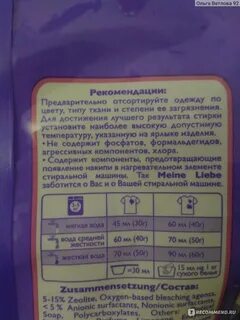 Ольга Ветлова 92
Рекомендации:
Предварительно отсортируйте одежду по
цвету, типу ткани и степени ее загрязнения.
Для достижения лучшего результата стирки
установите наиболее высокую допустимую
температуру, указанную на ярлыке изделия.
•Не содержит фосфатов, формальдегидов,
агрессивных компонентов, хлора.
•Содержит компоненты, предотвращающие
появление накипи в нагревательном элементе
стиральной машины. Так Meine Liebe
заботится о Вас и о Вашей стиральной машине.
мягкая вода 45 мл (30г) 60 мл (40г)
вода средней жесткости 60 мл (40г) 70 мл (50г)
жесткая вода 70 мл (50г) 90 мл (60г)
=30 мл 15 мл на 1 кг сухого белья
Zusammensetzung/Состав:
5-15% Zeolite, Oxygen-based bleaching agents,
< 5% Anionic surfactants, Nonionic
Soap, Polycarboxylates, Others
IRECOMMEND.RU